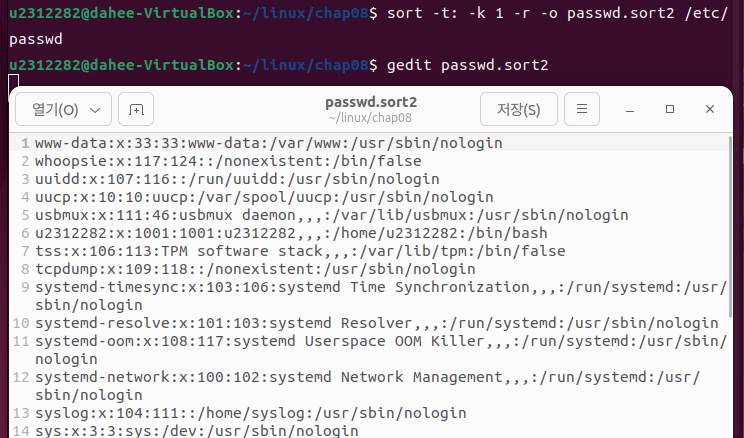 u2312282@dahee-VirtualBox:~/linux/chap08$ sort -t: -k 1 -r -o passwd.sort2 /etc/
passwd
u2312282@dahee-VirtualBox:~/linux/chap08$ gedit passwd.sort2
열기(O)
passwd.sort2
~/linux/chap08
저장(S)
1 www-data:x:33:33:www-data:/var/www:/usr/sbin/nologin
2 whoopsie:x:117:124::/nonexistent:/bin/false
3 uuidd:x:107:116::/run/uuidd:/usr/sbin/nologin
4 uucp:x:10:10:uucp:/var/spool/uucp:/usr/sbin/nologin
5 usbmux:x:111:46:usbmux daemon,,,:/var/lib/usbmux:/usr/sbin/nologin
6 u2312282:x:1001:1001:u2312282,,,:/home/u2312282:/bin/bash
7 tss:x:106:113:TPM software stack,,,:/var/lib/tpm:/bin/false
8 tcpdump:x:109:118::/nonexistent:/usr/sbin/nologin
9 systemd-timesync:x:103:106:systemd Time Synchronization,,,:/run/systemd:/usr/
sbin/nologin
10 systemd-resolve:x:101:103:systemd Resolver,,,:/run/systemd:/usr/sbin/nologin
11 systemd-oom:x:108:117:systemd Userspace OOM Killer,,,:/run/systemd:/usr/sbin/
nologin
12 systemd-network:x:100:102:systemd Network Management,,,:/run/systemd:/usr/
sbin/nologin
13 syslog:x:104:111::/home/syslog:/usr/sbin/nologin
14 sys:x:3:3:sys:/dev:/usr/sbin/nologin